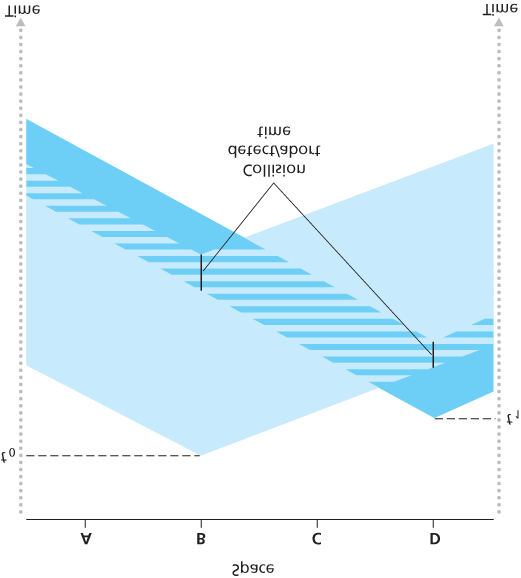 Time
Time
Collision
detect/abort
time
t0
t1
A
B
C
D
Space